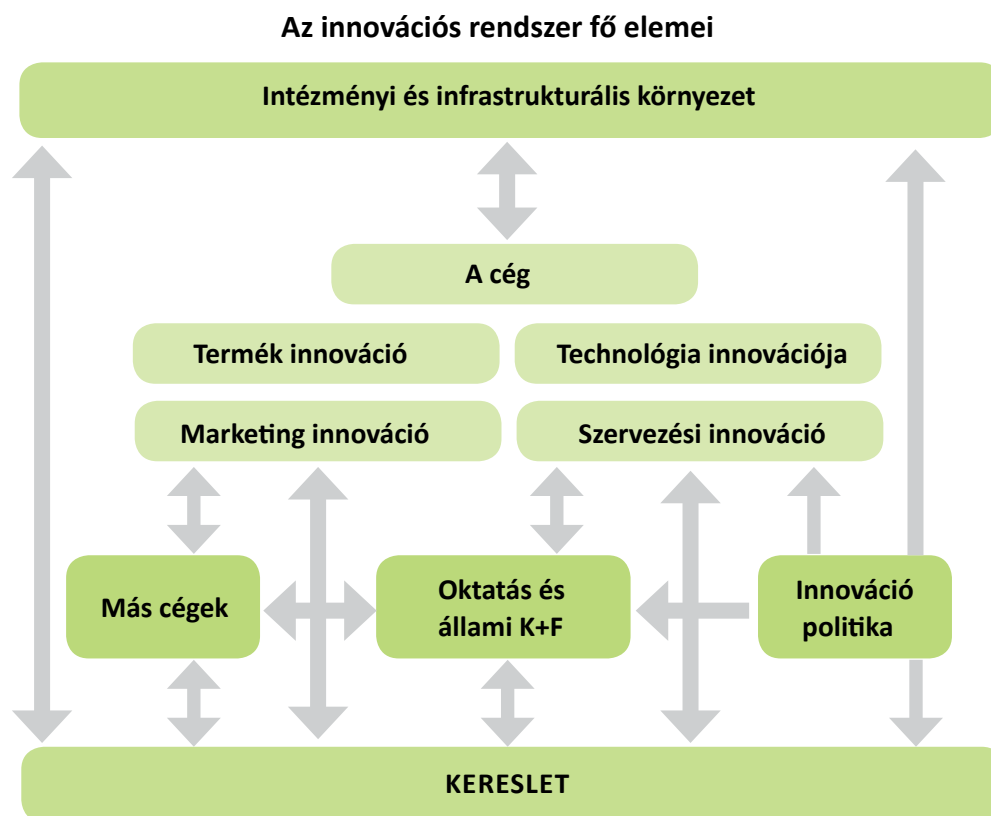 Az innovációs rendszer fő elemei
Intézményi és infrastrukturális környezet
A cég
Termék innováció
Technológia innovációja
Marketing innováció
Szervezési innováció
Más cégek
Oktatás és
állami K+F
Innováció
politika
KERESLET